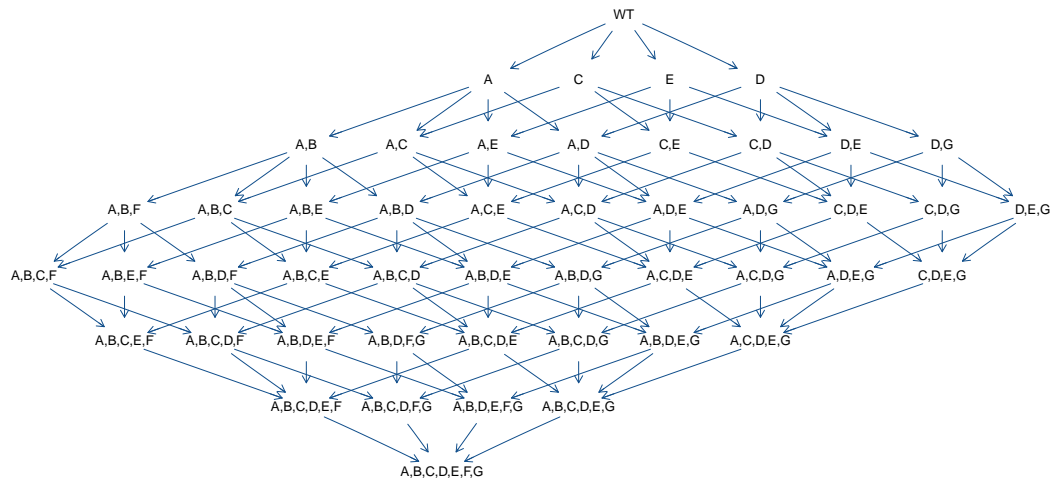 WT
A C E D
A,B A,C A,E A,D C,E C,D D,E D,G
A,B,F A,B,C A,B,E A,B,D A,C,E A,C,D A,D,E A,D,G C,D,E C,D,G D,E,G
A,B,C,F A,B,E,F A,B,D,F A,B,C,E A,B,C,D A,B,D,E A,B,D,G A,C,D,E A,C,D,G A,D,E,G C,D,E,G
A,B,C,E,F A,B,C,D,F A,B,D,E,F A,B,D,F,G A,B,C,D,E A,B,C,D,G A,B,D,E,G A,C,D,E,G
A,B,C,D,E,F A,B,C,D,F,G A,B,D,E,F,G A,B,C,D,E,G
A,B,C,D,E,F,G